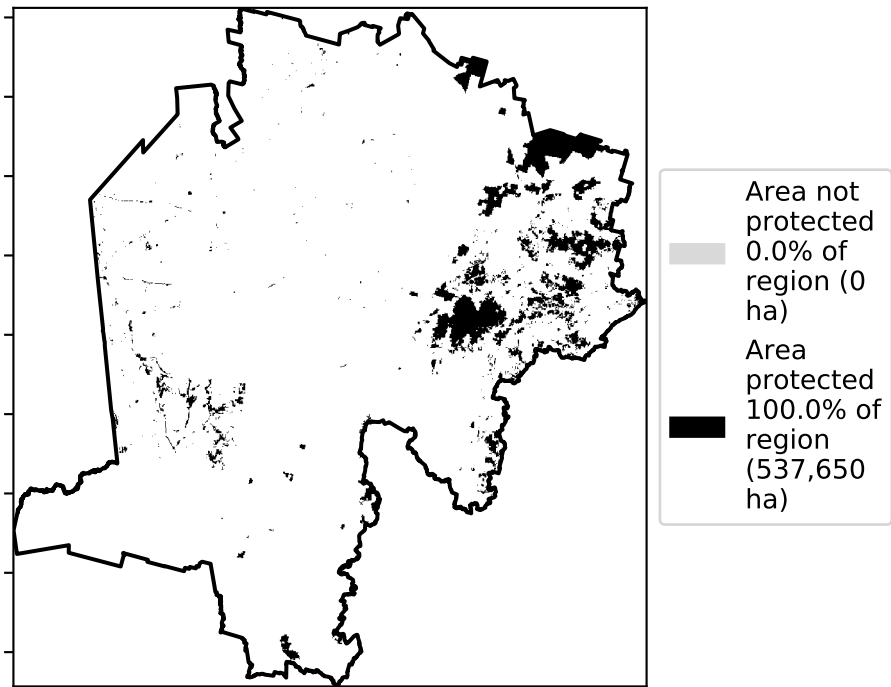 Area not
protected
0.0% of
region (0
ha)
Area
protected
100.0% of
region
(537,650
ha)